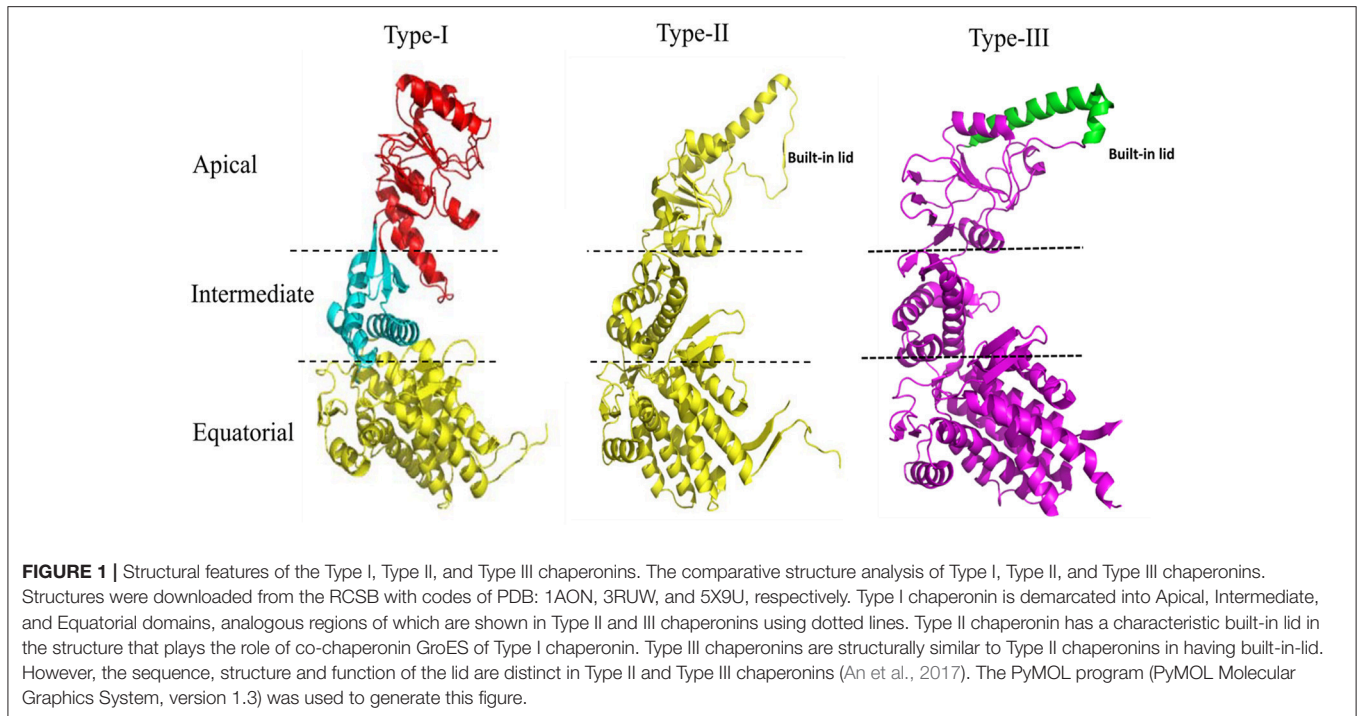 Type-I
Type-II
Type-III
Built-in lid
Built-in lid
Apical
Intermediate
Equatorial
FIGURE 1 | Structural features of the Type I, Type II, and Type III chaperonins. The comparative structure analysis of Type I, Type II, and Type III chaperonins.
Structures were downloaded from the RCSB with codes of PDB: 1AON, 3RUW, and 5X9U, respectively. Type I chaperonin is demarcated into Apical, Intermediate,
and Equatorial domains, analogous regions of which are shown in Type II and III chaperonins using dotted lines. Type II chaperonin has a characteristic built-in lid in
the structure that plays the role of co-chaperonin GroES of Type I chaperonin. Type III chaperonins are structurally similar to Type II chaperonins in having built-in-lid.
However, the sequence, structure and function of the lid are distinct in Type II and Type III chaperonins (An et al., 2017). The PyMOL program (PyMOL Molecular
Graphics System, version 1.3) was used to generate this figure.